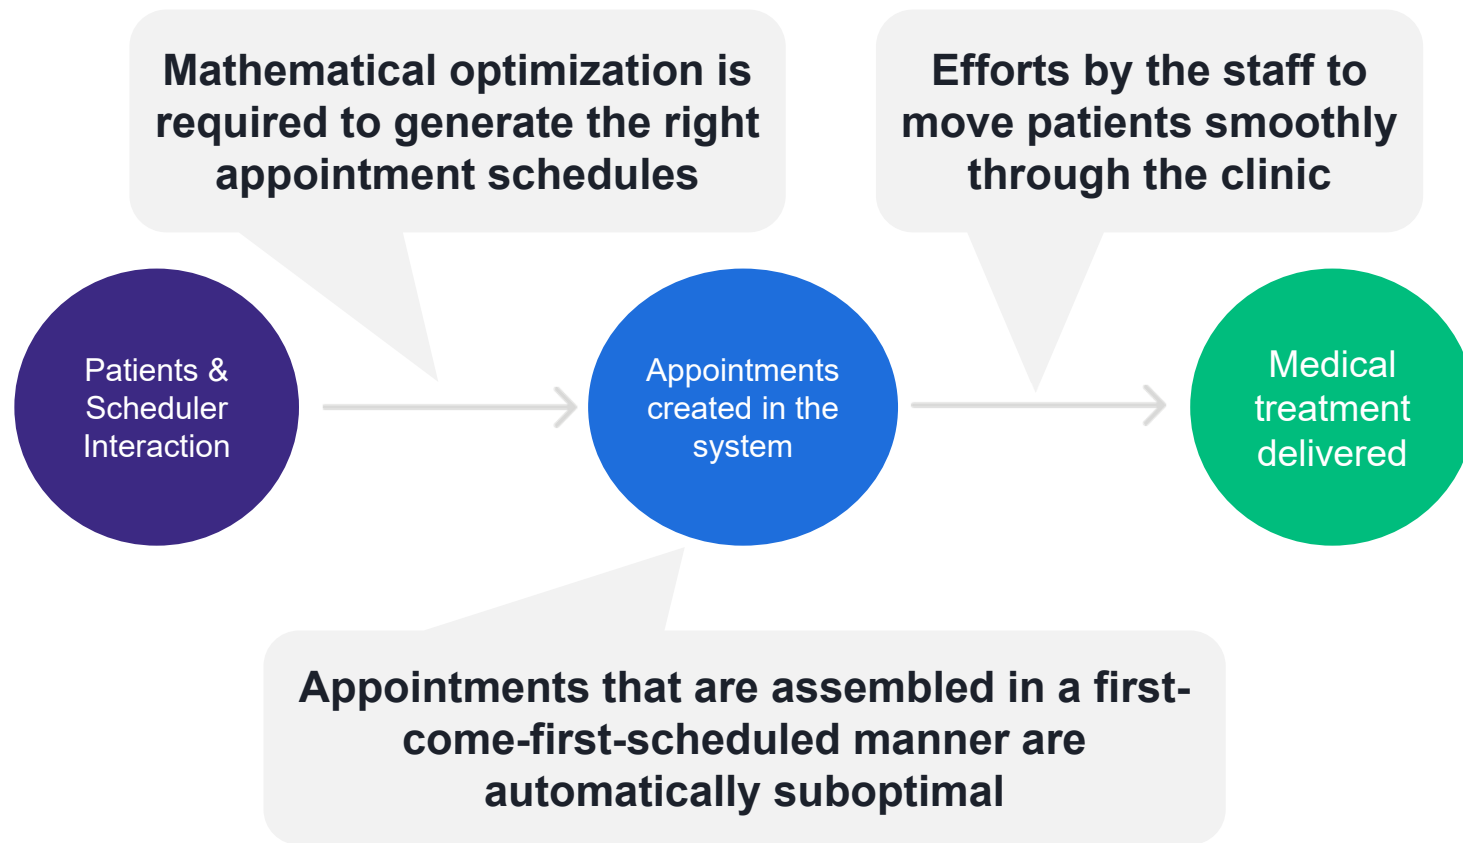 Mathematical optimization is
required to generate the right
appointment schedules
Efforts by the staff to
move patients smoothly
through the clinic
Patients &
Scheduler
Interaction
Appointments
created in the
system
Medical
treatment
delivered
Appointments that are assembled in a first-
come-first-scheduled manner are
automatically suboptimal